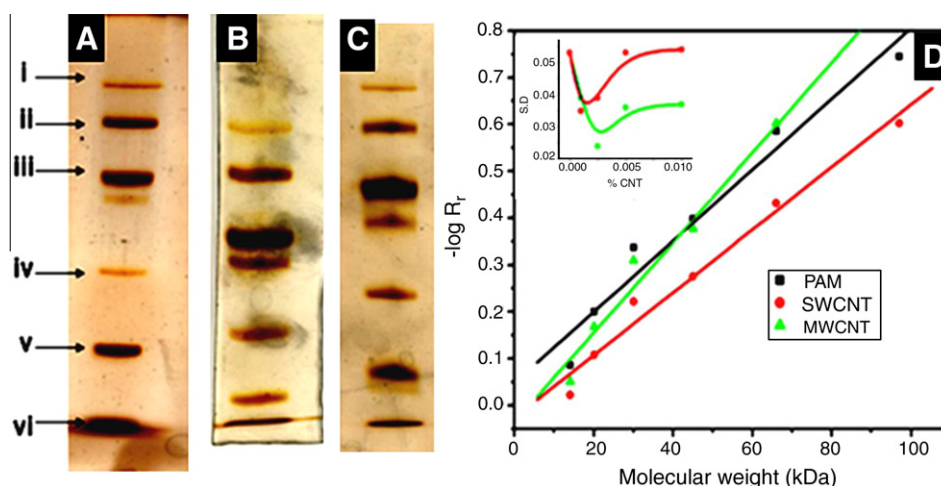 A
B
C
D
i
ii
iii
iv
v
vi
0.8
0.7
0.6
0.5
0.4
0.3
0.2
0.1
0.0
-log Rr
0 20 40 60 80 100
Molecular weight (kDa)
0.05
0.04
0.03
0.02
S.D
0.000 0.005 0.010
% CNT
PAM
SWCNT
MWCNT